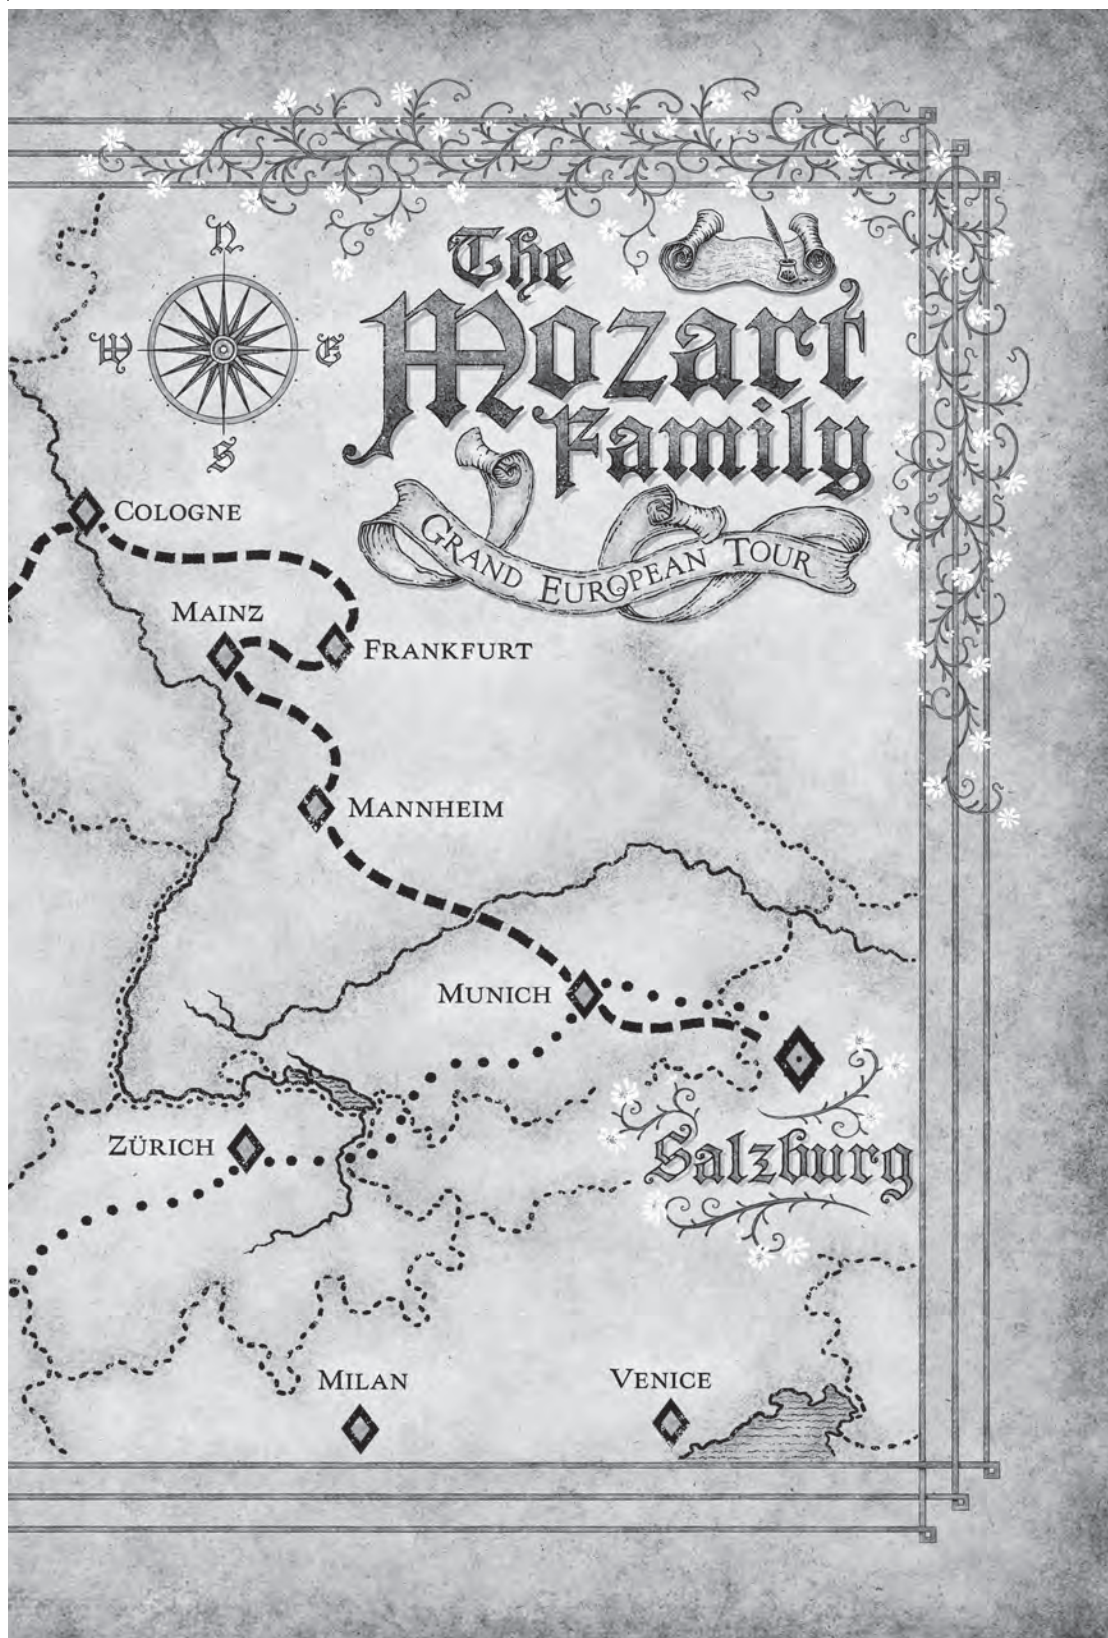 The
Mozart
Family
Grand European Tour
N
W
E
S
Cologne
Mainz
Frankfurt
Mannheim
Munich
Salzburg
Zürich
Milan
Venice